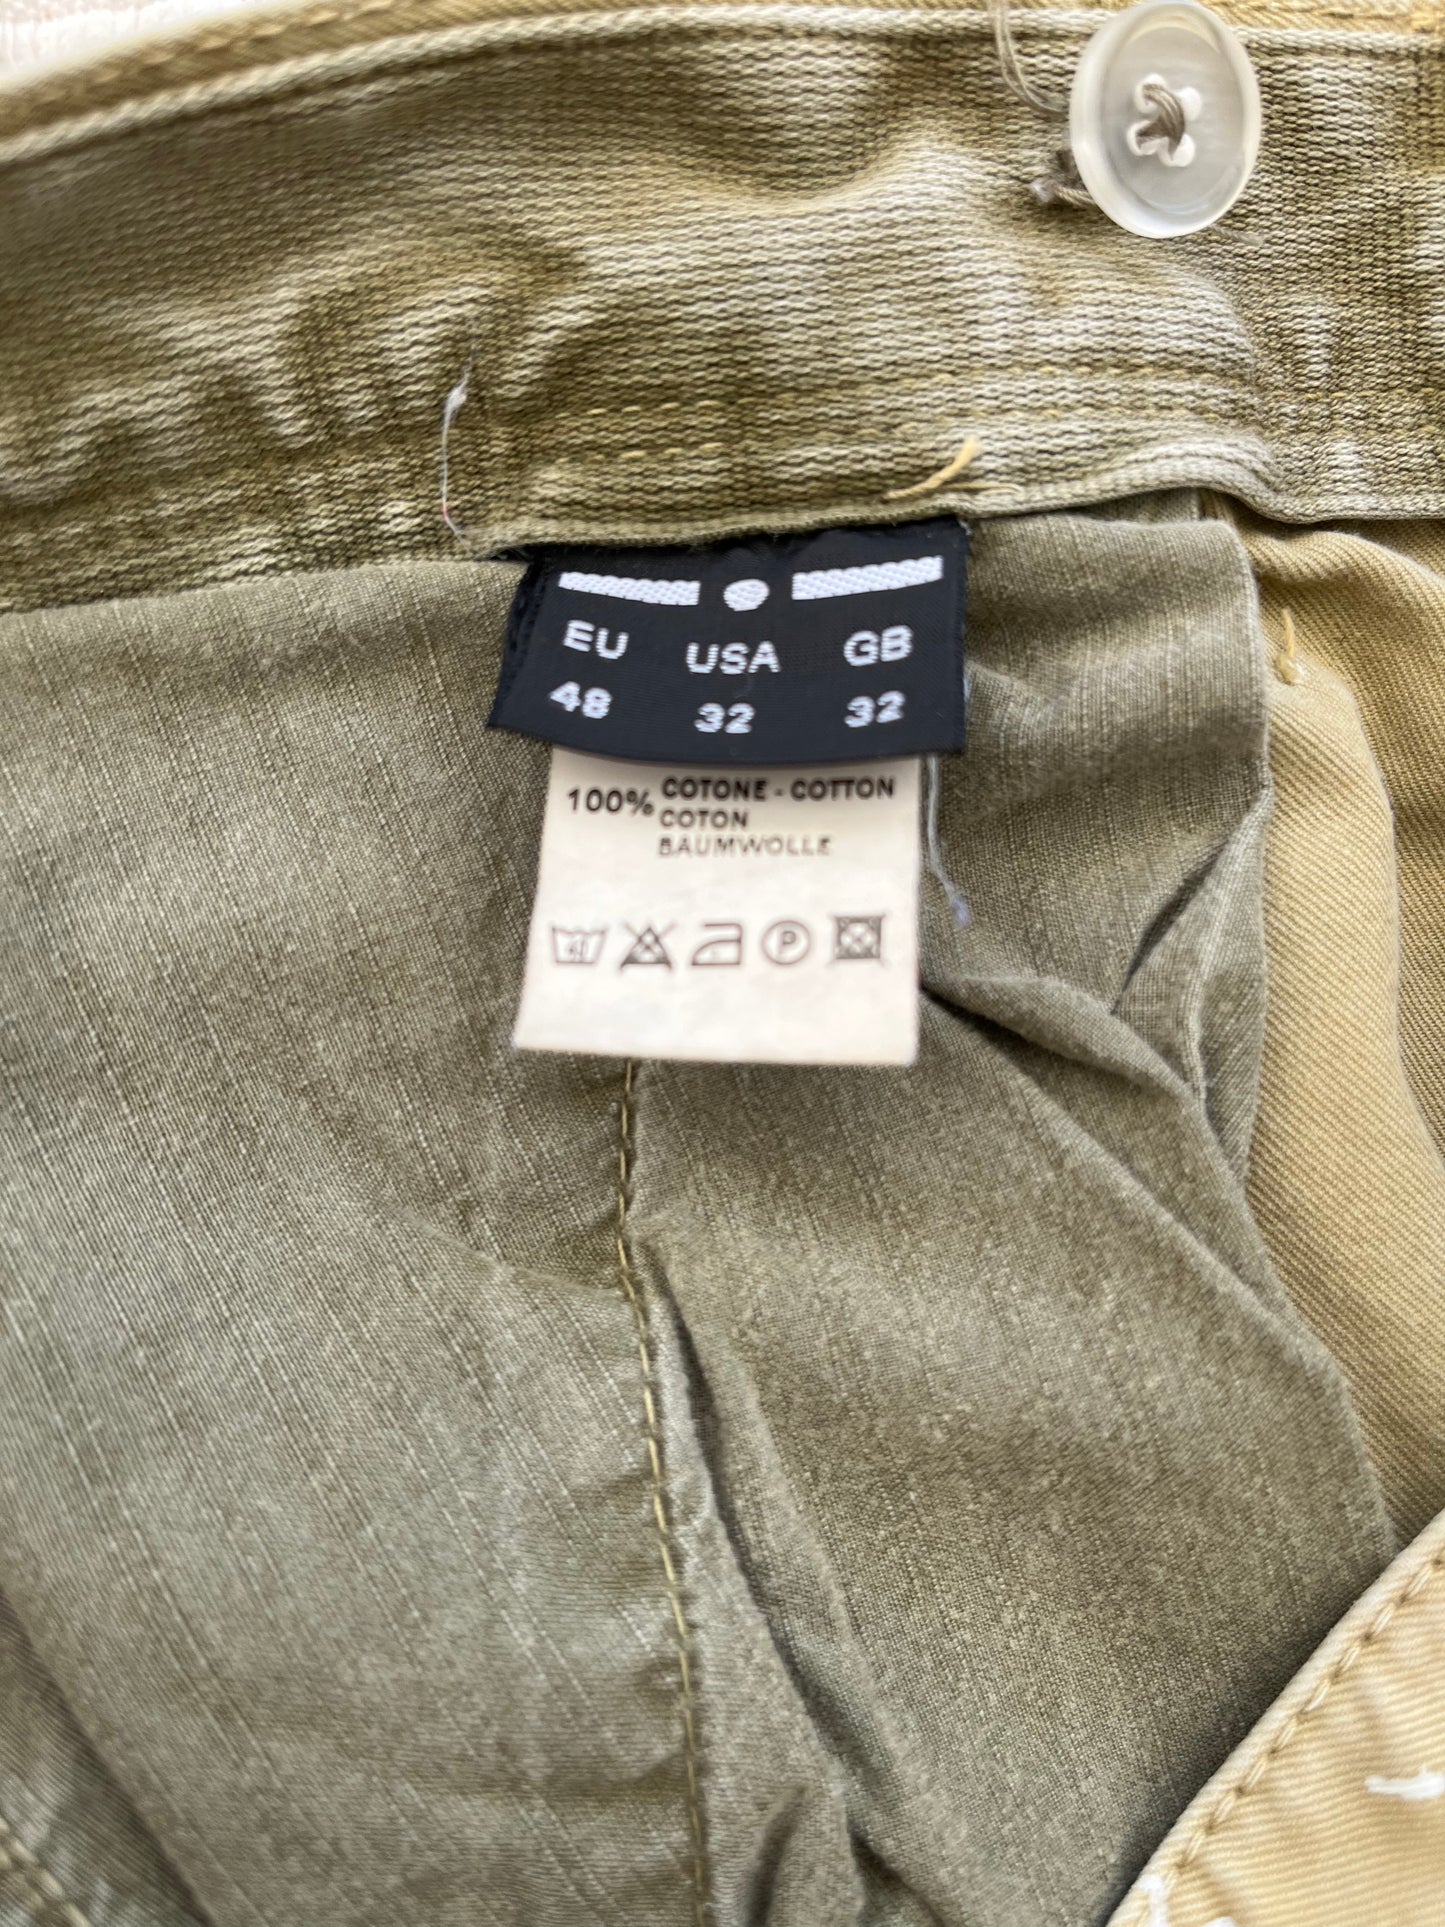 EU USA GB
48 32 32
100% COTONE - COTTON
COTON
BAUMWOLLE
P